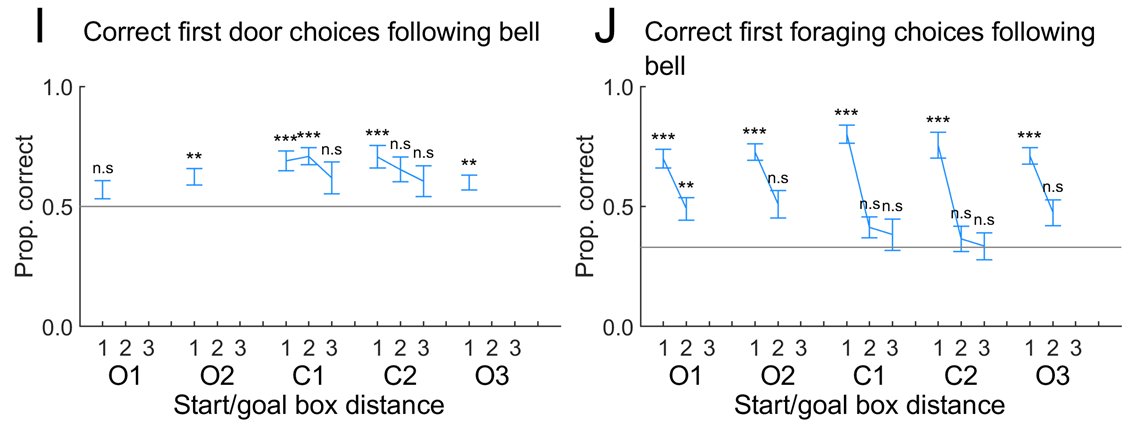 I Correct first door choices following bell
1.0
0.5
0.0
Prop. correct
n.s
**
*** *** n.s
*** n.s n.s
**
1 2 3 1 2 3 1 2 3 1 2 3 1 2 3
O1 O2 C1 C2 O3
Start/goal box distance
J Correct first foraging choices following
bell
1.0
0.5
0.0
Prop. correct
*** **
*** n.s
*** n.s n.s
*** n.s n.s
*** n.s
1 2 3 1 2 3 1 2 3 1 2 3 1 2 3
O1 O2 C1 C2 O3
Start/goal box distance